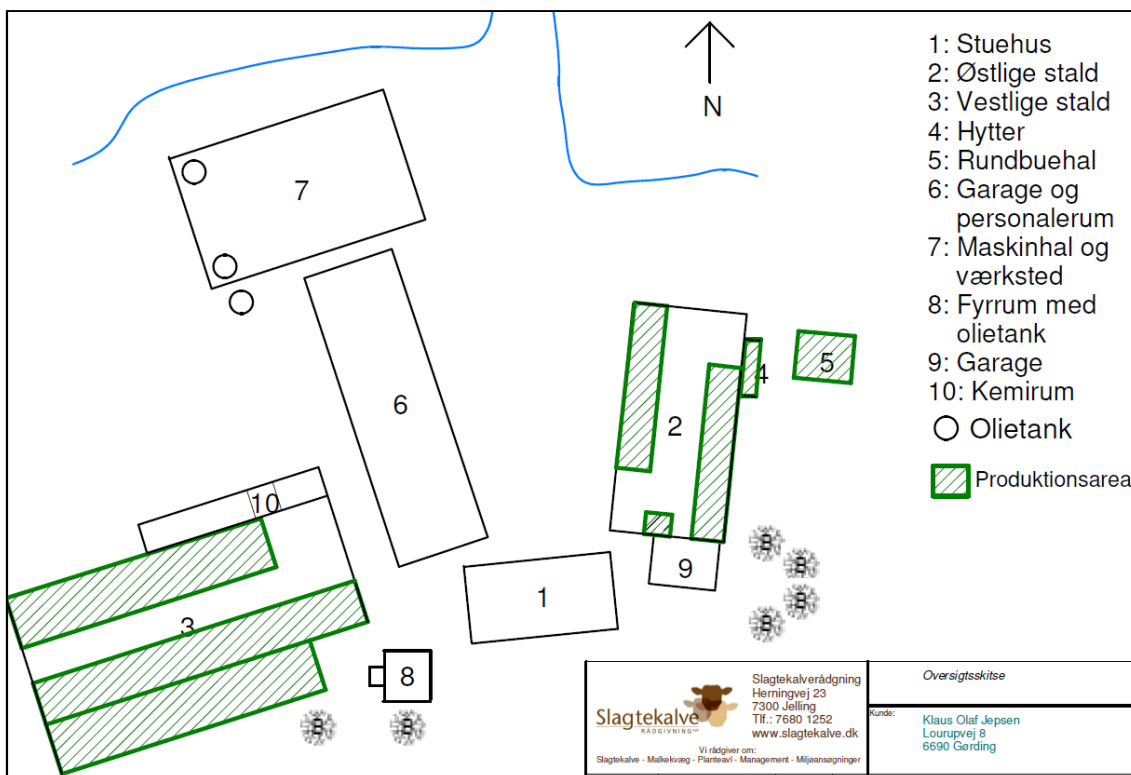 N
1: Stuehus
2: Østlige stald
3: Vestlige stald
4: Hytter
5: Rundbuehal
6: Garage og
personalerum
7: Maskinhal og
værksted
8: Fyrrum med
olietank
9: Garage
10: Kemirum
Olietank
Produktionsarea
7
6
2
4
5
10
9
1
3
8
B
B
B
B
B
B
Slagtekalve
RÅDGIVNING
Slagtekalverådgning
Herningvej 23
7300 Jelling
Tlf.: 7680 1252
www.slagtekalve.dk
Vi rådgiver om:
Slagtekalve - Malkekvæg - Planteavl - Management - Miljøansøgninger
Oversigtsskitse
Kunde:
Klaus Olaf Jepsen
Lourupvej 8
6690 Gørding